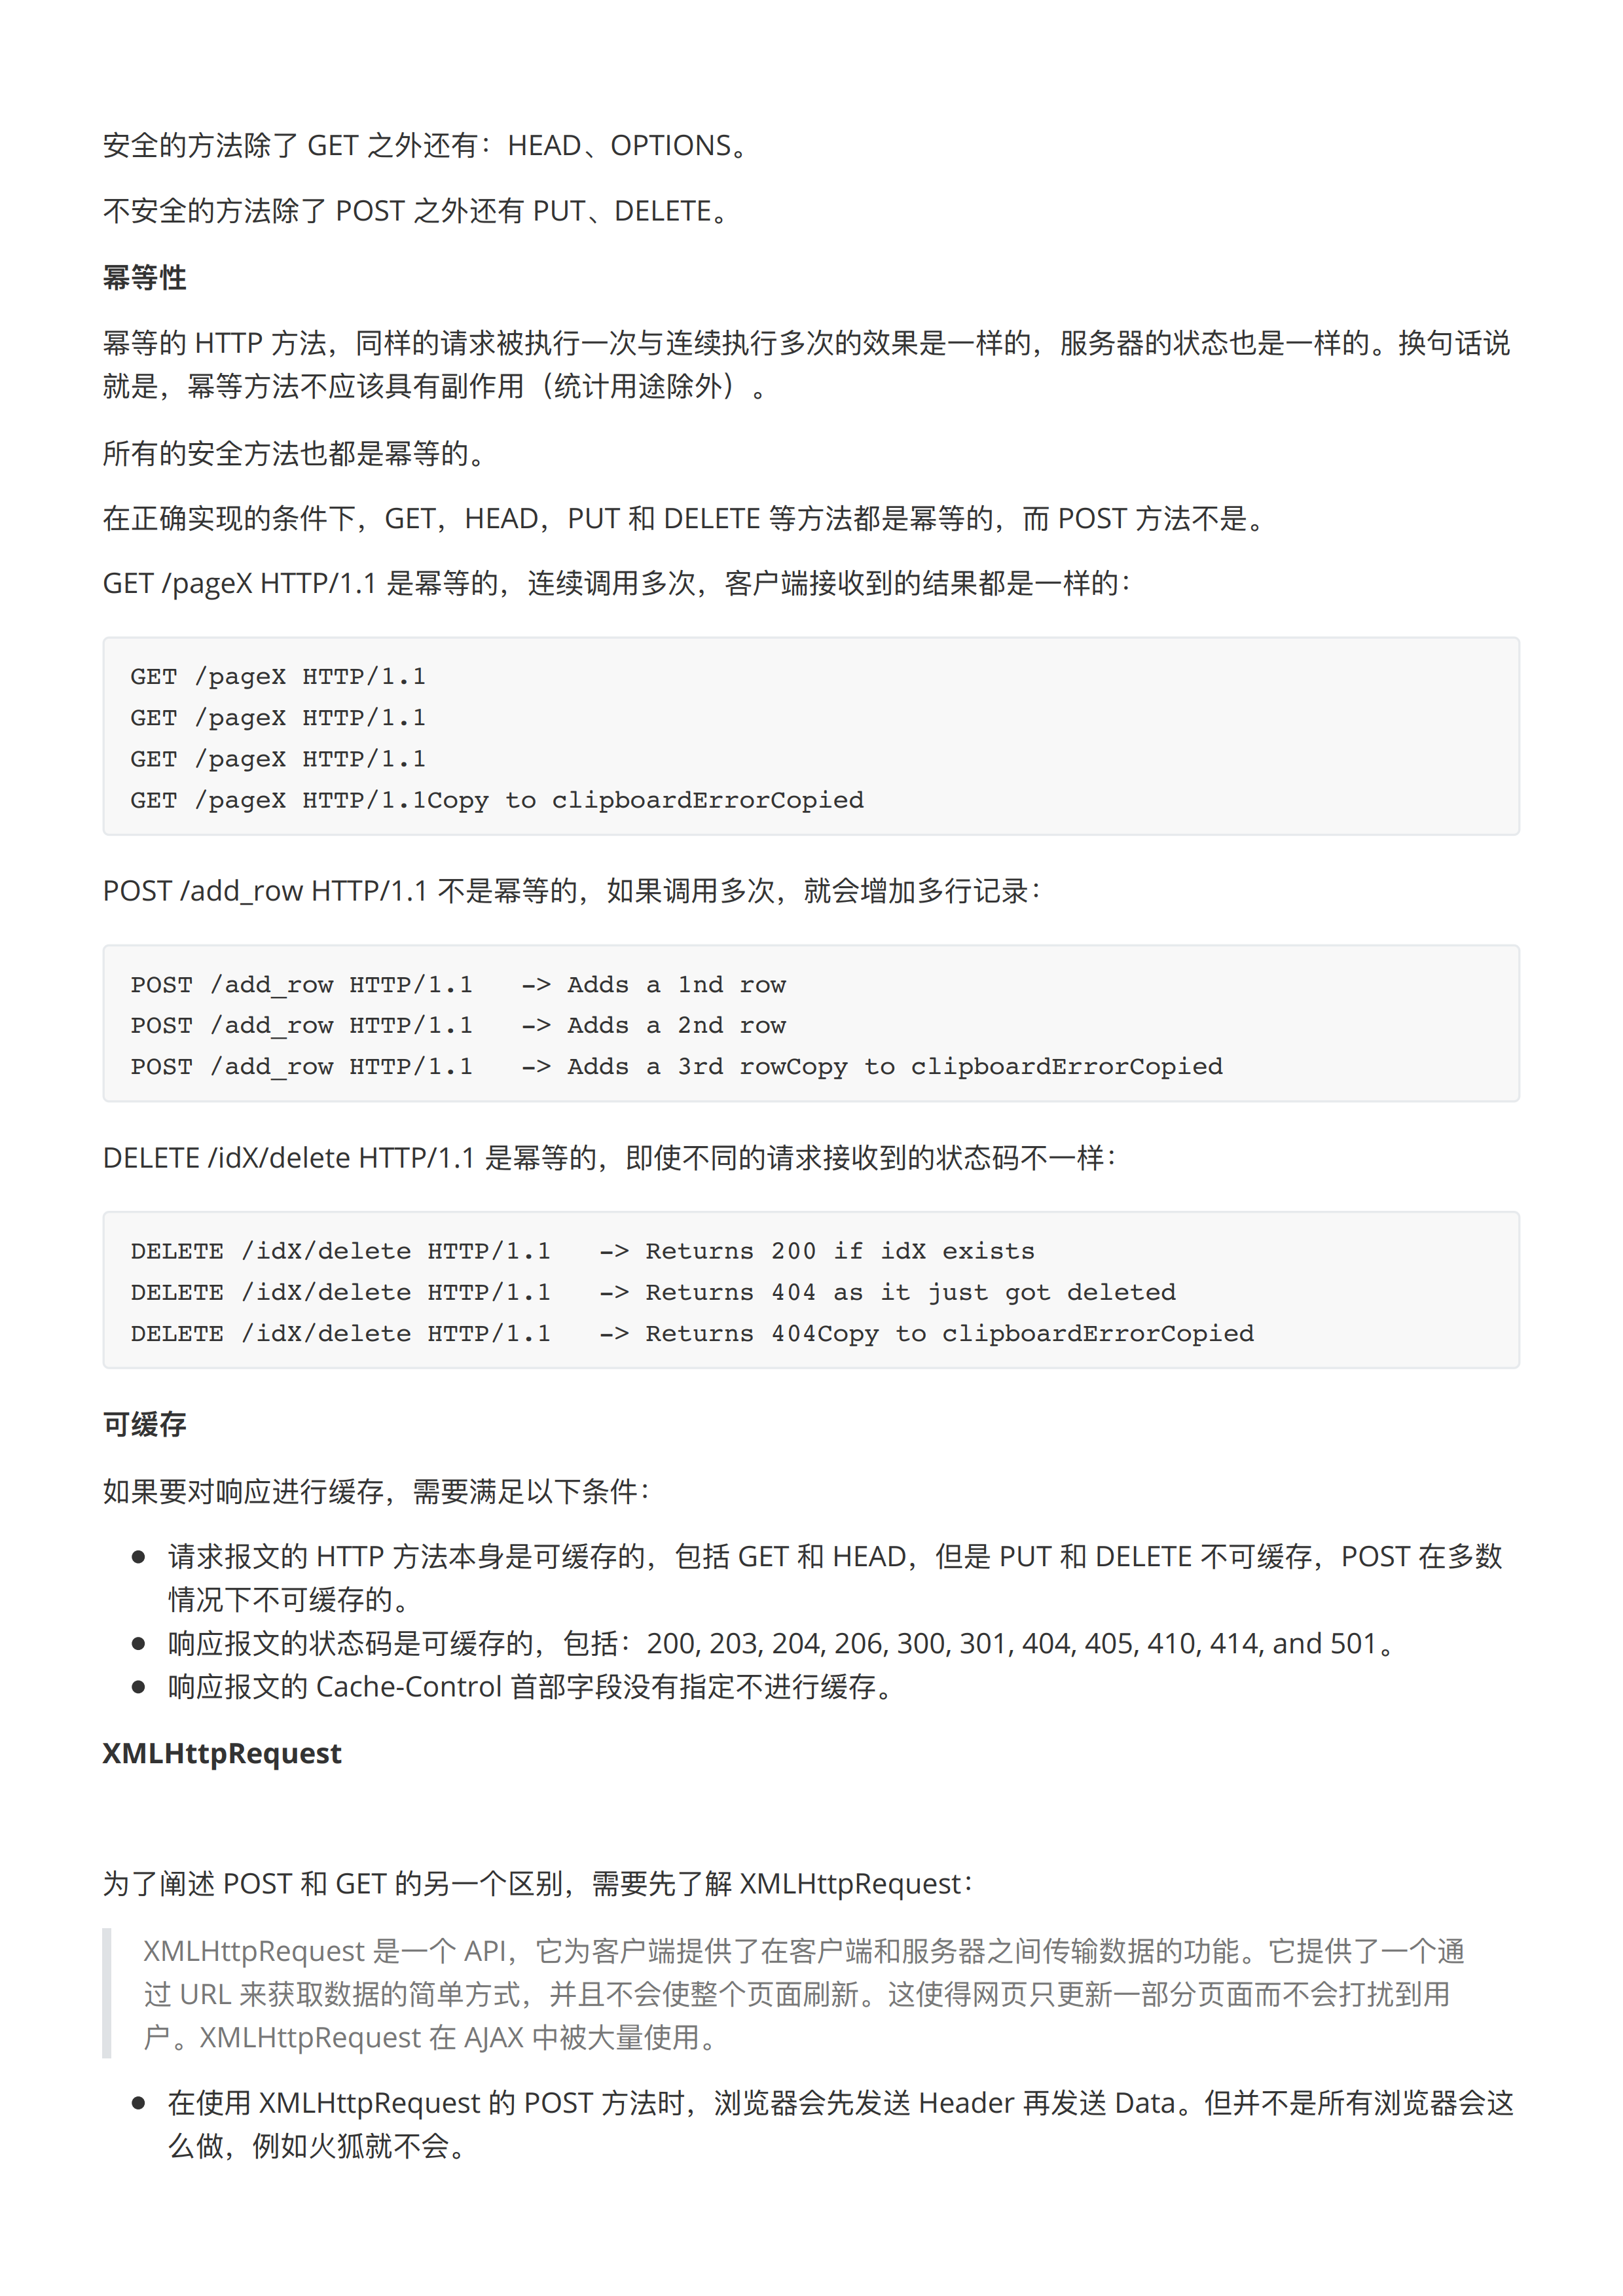 安全的方法除了 GET 之外还有：HEAD、OPTIONS。
不安全的方法除了 POST 之外还有 PUT、DELETE。
幂等性
幂等的 HTTP 方法，同样的请求被执行一次与连续执行多次的效果是一样的，服务器的状态也是一样的。换句话说
就是，幂等方法不应该具有副作用（统计用途除外）。
所有的安全方法也都是幂等的。
在正确实现的条件下，GET，HEAD，PUT 和 DELETE 等方法都是幂等的，而 POST 方法不是。
GET /pageX HTTP/1.1 是幂等的，连续调用多次，客户端接收到的结果都是一样的：
GET /pageX HTTP/1.1
GET /pageX HTTP/1.1
GET /pageX HTTP/1.1
GET /pageX HTTP/1.1Copy to clipboardErrorCopied
POST /add_row HTTP/1.1 不是幂等的，如果调用多次，就会增加多行记录：
POST /add_row HTTP/1.1   -> Adds a 1nd row
POST /add_row HTTP/1.1   -> Adds a 2nd row
POST /add_row HTTP/1.1   -> Adds a 3rd rowCopy to clipboardErrorCopied
DELETE /idX/delete HTTP/1.1 是幂等的，即使不同的请求接收到的状态码不一样：
DELETE /idX/delete HTTP/1.1   -> Returns 200 if idX exists
DELETE /idX/delete HTTP/1.1   -> Returns 404 as it just got deleted
DELETE /idX/delete HTTP/1.1   -> Returns 404Copy to clipboardErrorCopied
可缓存
如果要对响应进行缓存，需要满足以下条件：
● 请求报文的 HTTP 方法本身是可缓存的，包括 GET 和 HEAD，但是 PUT 和 DELETE 不可缓存，POST 在多数
情况下不可缓存的。
● 响应报文的状态码是可缓存的，包括：200, 203, 204, 206, 300, 301, 404, 405, 410, 414, and 501。
● 响应报文的 Cache-Control 首部字段没有指定不进行缓存。
XMLHttpRequest
为了阐述 POST 和 GET 的另一个区别，需要先了解 XMLHttpRequest：
XMLHttpRequest 是一个 API，它为客户端提供了在客户端和服务器之间传输数据的功能。它提供了一个通
过 URL 来获取数据的简单方式，并且不会使整个页面刷新。这使得网页只更新一部分页面而不会打扰到用
户。XMLHttpRequest 在 AJAX 中被大量使用。
● 在使用 XMLHttpRequest 的 POST 方法时，浏览器会先发送 Header 再发送 Data。但并不是所有浏览器会这
么做，例如火狐就不会。